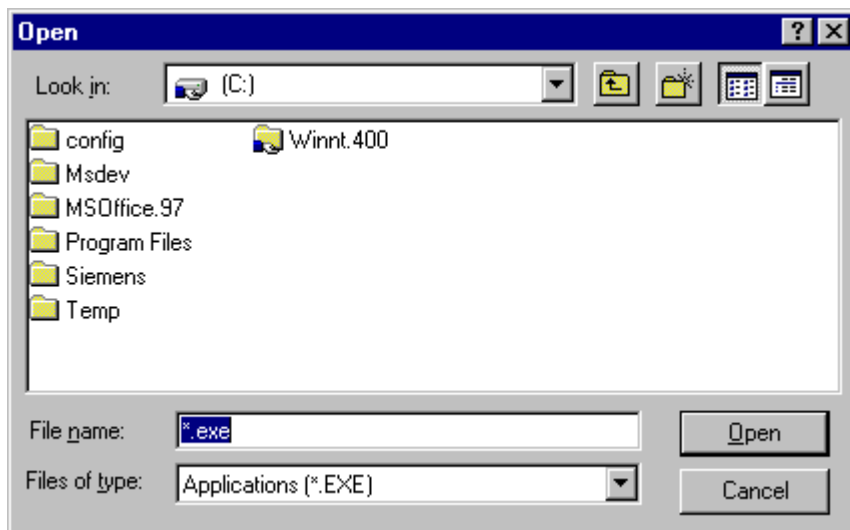 Open
Look in: (C:)
config Winnt.400
Msdev
MSOffice.97
Program Files
Siemens
Temp
File name: *.exe Open
Files of type: Applications (*.EXE) Cancel